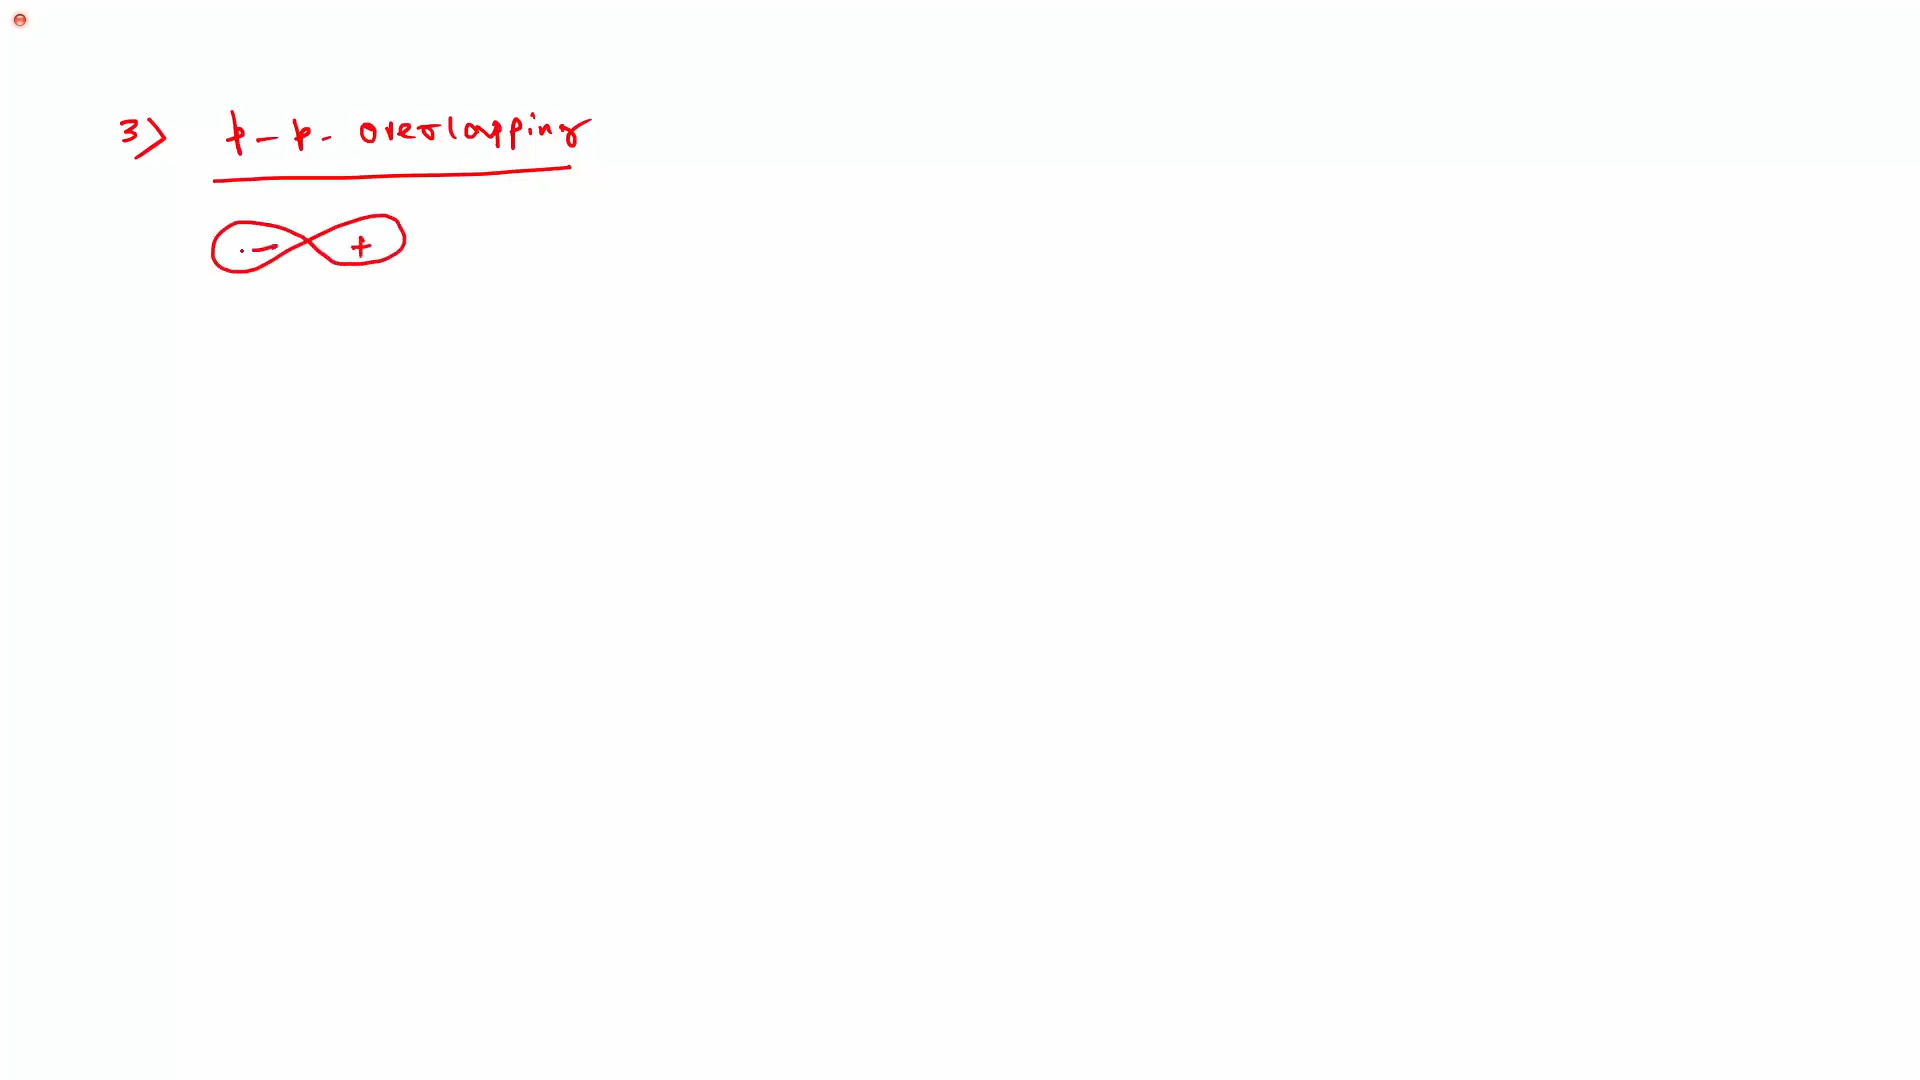 3) p-p- overlapping
- +